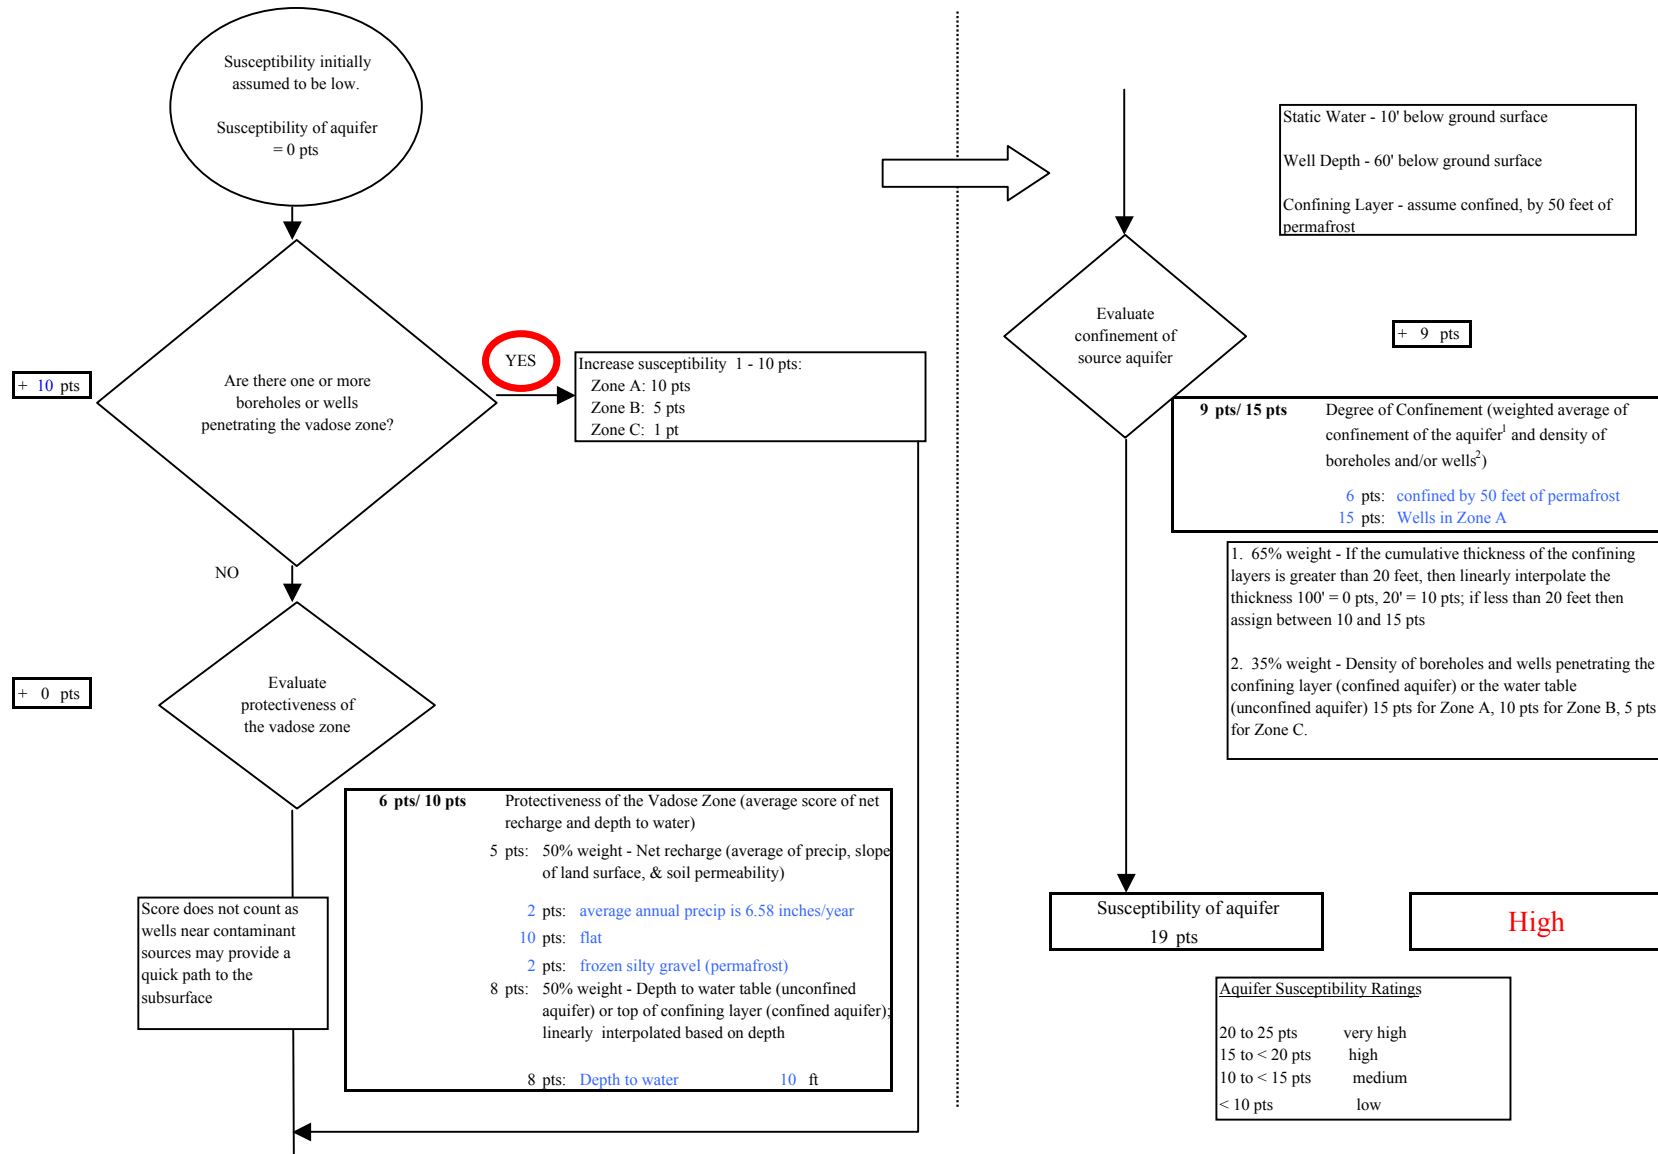 Susceptibility initially
assumed to be low.
Susceptibility of aquifer
= 0 pts
+ 10 pts
Are there one or more
boreholes or wells
penetrating the vadose zone?
YES
Increase susceptibility 1 - 10 pts:
Zone A: 10 pts
Zone B: 5 pts
Zone C: 1 pt
NO
+ 0 pts
Evaluate
protectiveness of
the vadose zone
Score does not count as
wells near contaminant
sources may provide a
quick path to the
subsurface
6 pts/ 10 pts Protectiveness of the Vadose Zone (average score of net
recharge and depth to water)
5 pts: 50% weight - Net recharge (average of precip, slope
of land surface, & soil permeability)
2 pts: average annual precip is 6.58 inches/year
10 pts: flat
2 pts: frozen silty gravel (permafrost)
8 pts: 50% weight - Depth to water table (unconfined
aquifer) or top of confining layer (confined aquifer);
linearly interpolated based on depth
8 pts: Depth to water 10 ft
Static Water - 10' below ground surface
Well Depth - 60' below ground surface
Confining Layer - assume confined, by 50 feet of
permafrost
Evaluate
confinement of
source aquifer
+ 9 pts
9 pts/ 15 pts Degree of Confinement (weighted average of
confinement of the aquifer1 and density of
boreholes and/or wells2)
6 pts: confined by 50 feet of permafrost
15 pts: Wells in Zone A
1. 65% weight - If the cumulative thickness of the confining
layers is greater than 20 feet, then linearly interpolate the
thickness 100' = 0 pts, 20' = 10 pts; if less than 20 feet then
assign between 10 and 15 pts
2. 35% weight - Density of boreholes and wells penetrating the
confining layer (confined aquifer) or the water table
(unconfined aquifer) 15 pts for Zone A, 10 pts for Zone B, 5 pts
for Zone C.
Susceptibility of aquifer
19 pts
High
Aquifer Susceptibility Ratings
20 to 25 pts very high
15 to < 20 pts high
10 to < 15 pts medium
< 10 pts low